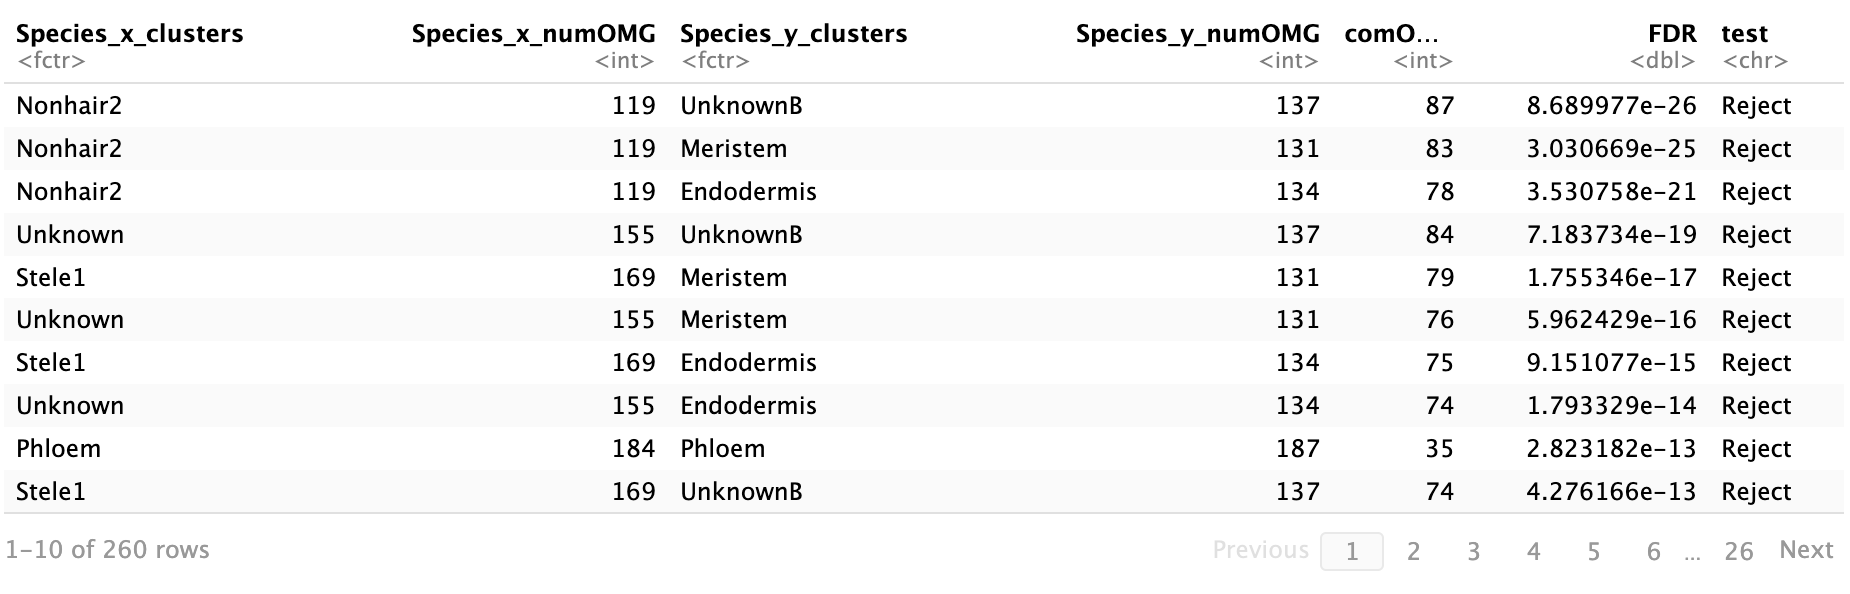 Species_x_clusters Species_x_numOMG Species_y_clusters Species_y_numOMG comO... FDR test
<fctr> <int> <fctr> <int> <int> <dbl> <chr>
Nonhair2 119 UnknownB 137 87 8.689977e-26 Reject
Nonhair2 119 Meristem 131 83 3.030669e-25 Reject
Nonhair2 119 Endodermis 134 78 3.530758e-21 Reject
Unknown 155 UnknownB 137 84 7.183734e-19 Reject
Stele1 169 Meristem 131 79 1.755346e-17 Reject
Unknown 155 Meristem 131 76 5.962429e-16 Reject
Stele1 169 Endodermis 134 75 9.151077e-15 Reject
Unknown 155 Endodermis 134 74 1.793329e-14 Reject
Phloem 184 Phloem 187 35 2.823182e-13 Reject
Stele1 169 UnknownB 137 74 4.276166e-13 Reject
1-10 of 260 rows Previous 1 2 3 4 5 6 ... 26 Next